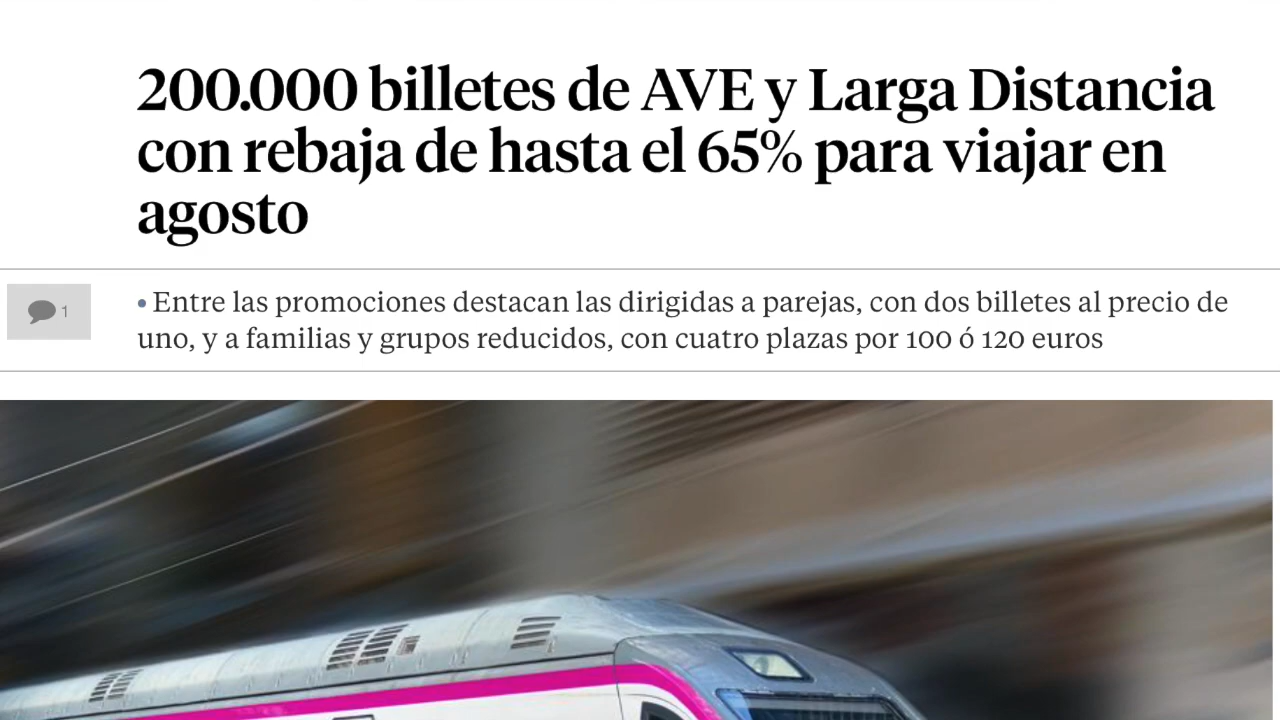 200.000 billetes de AVE y Larga Distancia
con rebaja de hasta el 65% para viajar en
agosto
1
• Entre las promociones destacan las dirigidas a parejas, con dos billetes al precio de
uno, y a familias y grupos reducidos, con cuatro plazas por 100 ó 120 euros